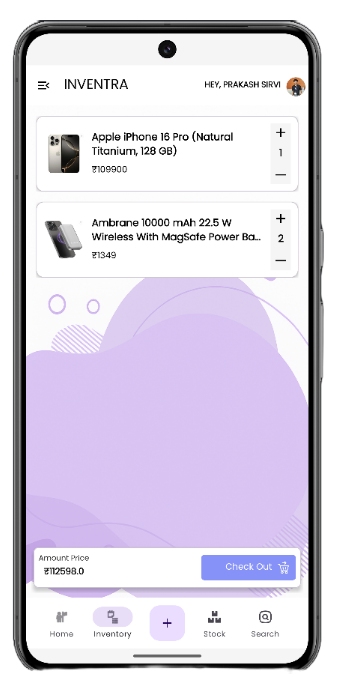 INVENTRA
HEY, PRAKASH SIRVI
Apple iPhone 16 Pro (Natural
Titanium, 128 GB)
₹109900
+
1
—
Ambrane 10000 mAh 22.5 W
Wireless With MagSafe Power Ba...
₹1349
+
2
—
Amount Price
₹112598.0
Check Out
+
Home
Inventory
Stock
Search